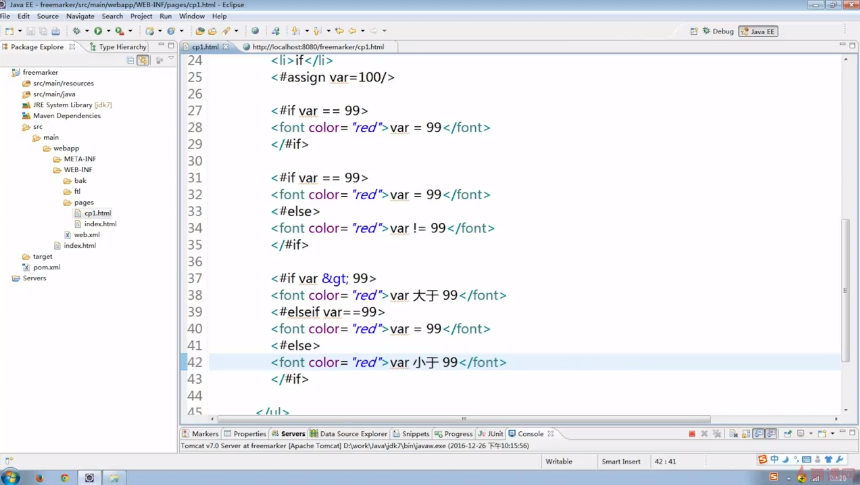 Java EE - freemarker/src/main/webapp/WEB-INF/pages/cp1.html - Eclipse
File Edit Source Navigate Search Project Run Window Help
Debug Java EE
Package Explore Type Hierarchy
cp1.html http://localhost:8080/freemarker/cp1.html
freemarker
src/main/resources
src/main/java
JRE System Library [jdk7]
Maven Dependencies
src
main
webapp
META-INF
WEB-INF
bak
ftl
pages
cp1.html
index.html
web.xml
index.html
target
pom.xml
Servers
24 <li>if</li>
25 <#assign var=100/>
26
27 <#if var == 99>
28 <font color="red">var = 99</font>
29 </#if>
30
31 <#if var == 99>
32 <font color="red">var = 99</font>
33 <#else>
34 <font color="red">var != 99</font>
35 </#if>
36
37 <#if var &gt; 99>
38 <font color="red">var 大于 99</font>
39 <#elseif var==99>
40 <font color="red">var = 99</font>
41 <#else>
42 <font color="red">var 小于 99</font>
43 </#if>
44
45 </ul>
Markers Properties Servers Data Source Explorer Snippets Progress JUnit Console
Tomcat v7.0 Server at freemarker [Apache Tomcat] D:\work\Java\jdk7\bin\javaw.exe (2016-12-26 下午10:15:56)
Writable Smart Insert 42 : 41
中